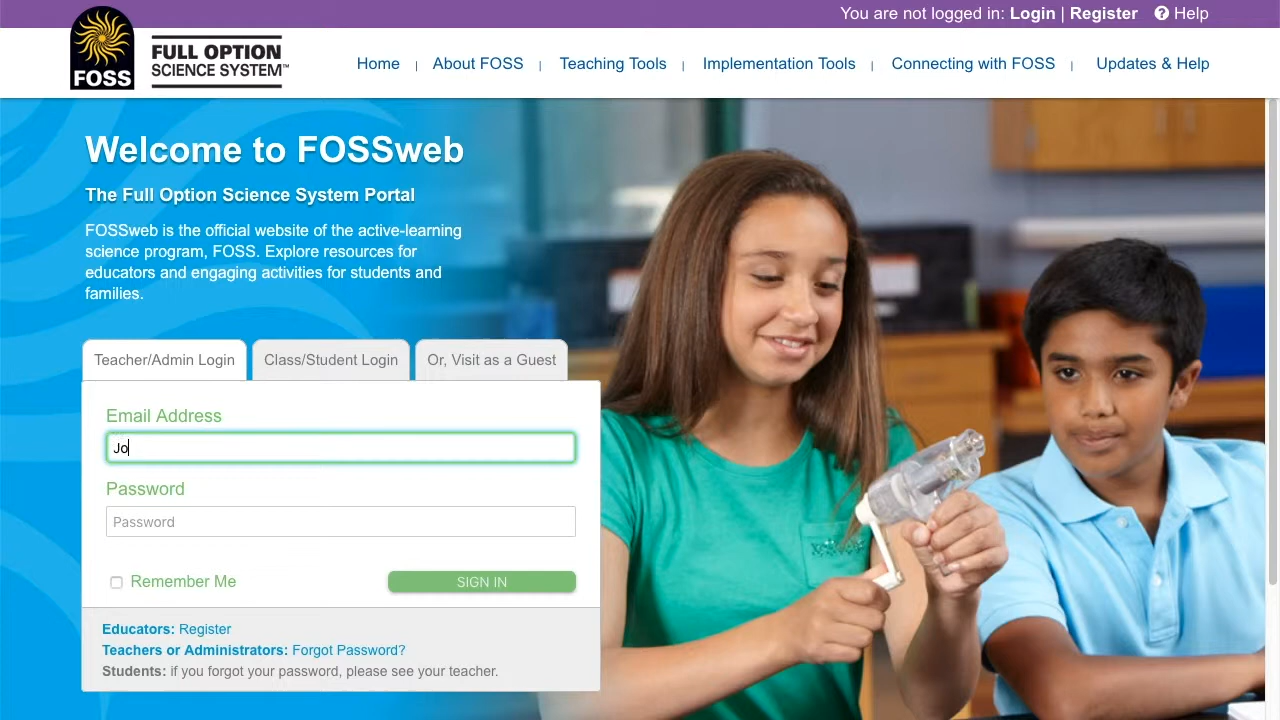 You are not logged in: Login | Register Help
FOSS
FULL OPTION
SCIENCE SYSTEM™
Home | About FOSS | Teaching Tools | Implementation Tools | Connecting with FOSS | Updates & Help
Welcome to FOSSweb
The Full Option Science System Portal
FOSSweb is the official website of the active-learning
science program, FOSS. Explore resources for
educators and engaging activities for students and
families.
Teacher/Admin Login Class/Student Login Or, Visit as a Guest
Email Address
Jo
Password
Password
Remember Me SIGN IN
Educators: Register
Teachers or Administrators: Forgot Password?
Students: if you forgot your password, please see your teacher.